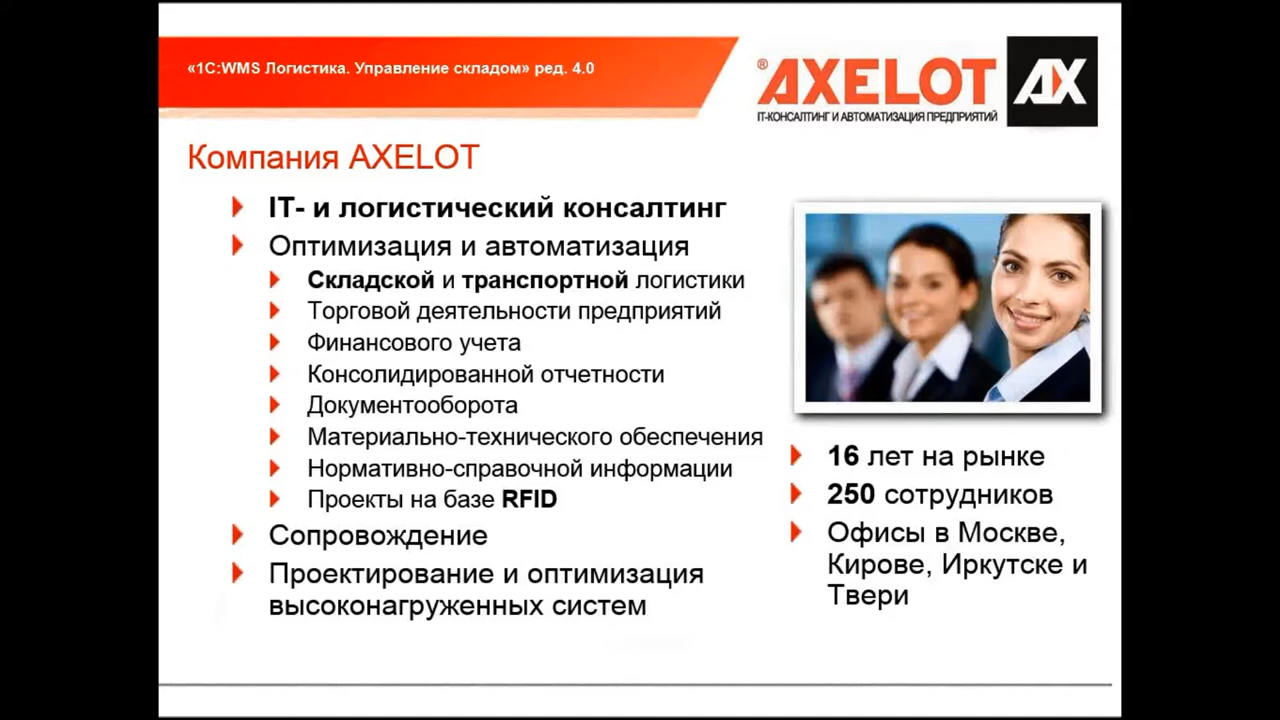 «1С:WMS Логистика. Управление складом» ред. 4.0
®AXELOT
AX
IT-КОНСАЛТИНГ И АВТОМАТИЗАЦИЯ ПРЕДПРИЯТИЙ
Компания AXELOT
IT- и логистический консалтинг
Оптимизация и автоматизация
Складской и транспортной логистики
Торговой деятельности предприятий
Финансового учета
Консолидированной отчетности
Документооборота
Материально-технического обеспечения
Нормативно-справочной информации
Проекты на базе RFID
Сопровождение
Проектирование и оптимизация
высоконагруженных систем
16 лет на рынке
250 сотрудников
Офисы в Москве,
Кирове, Иркутске и
Твери